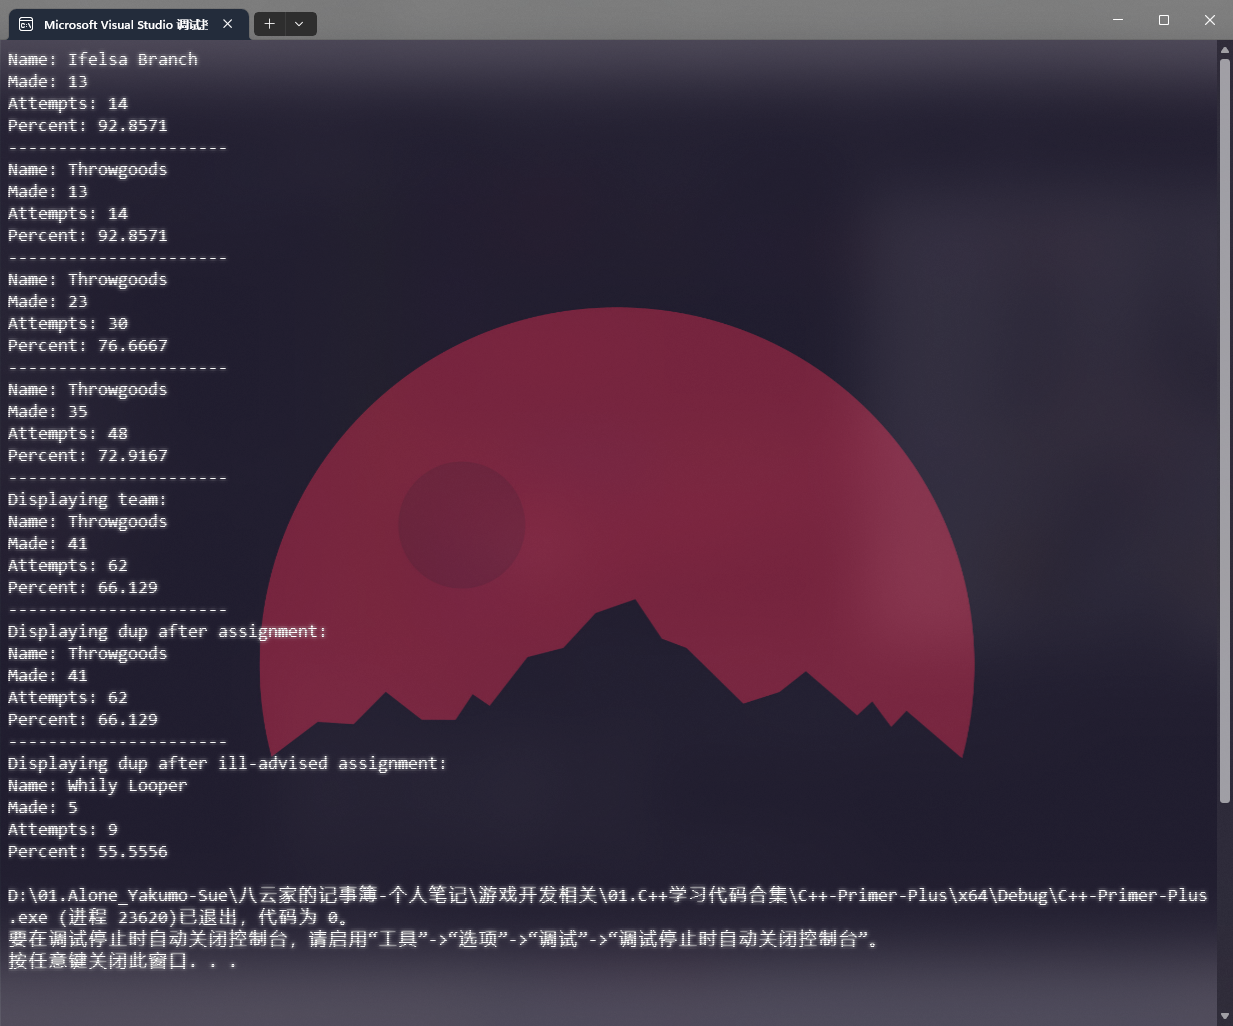 Microsoft Visual Studio 调试
Name: Ifelsa Branch
Made: 13
Attempts: 14
Percent: 92.8571
----------------------
Name: Throwgoods
Made: 13
Attempts: 14
Percent: 92.8571
----------------------
Name: Throwgoods
Made: 23
Attempts: 30
Percent: 76.6667
----------------------
Name: Throwgoods
Made: 35
Attempts: 48
Percent: 72.9167
----------------------
Displaying team:
Name: Throwgoods
Made: 41
Attempts: 62
Percent: 66.129
----------------------
Displaying dup after assignment:
Name: Throwgoods
Made: 41
Attempts: 62
Percent: 66.129
----------------------
Displaying dup after ill-advised assignment:
Name: Whily Looper
Made: 5
Attempts: 9
Percent: 55.5556
D:\01.Alone_Yakumo-Sue\八云家的记事簿-个人笔记\游戏开发相关\01.C++学习代码合集\C++-Primer-Plus\x64\Debug\C++-Primer-Plus
.exe (进程 23620)已退出，代码为 0。
要在调试停止时自动关闭控制台，请启用“工具”->“选项”->“调试”->“调试停止时自动关闭控制台”。
按任意键关闭此窗口. . .